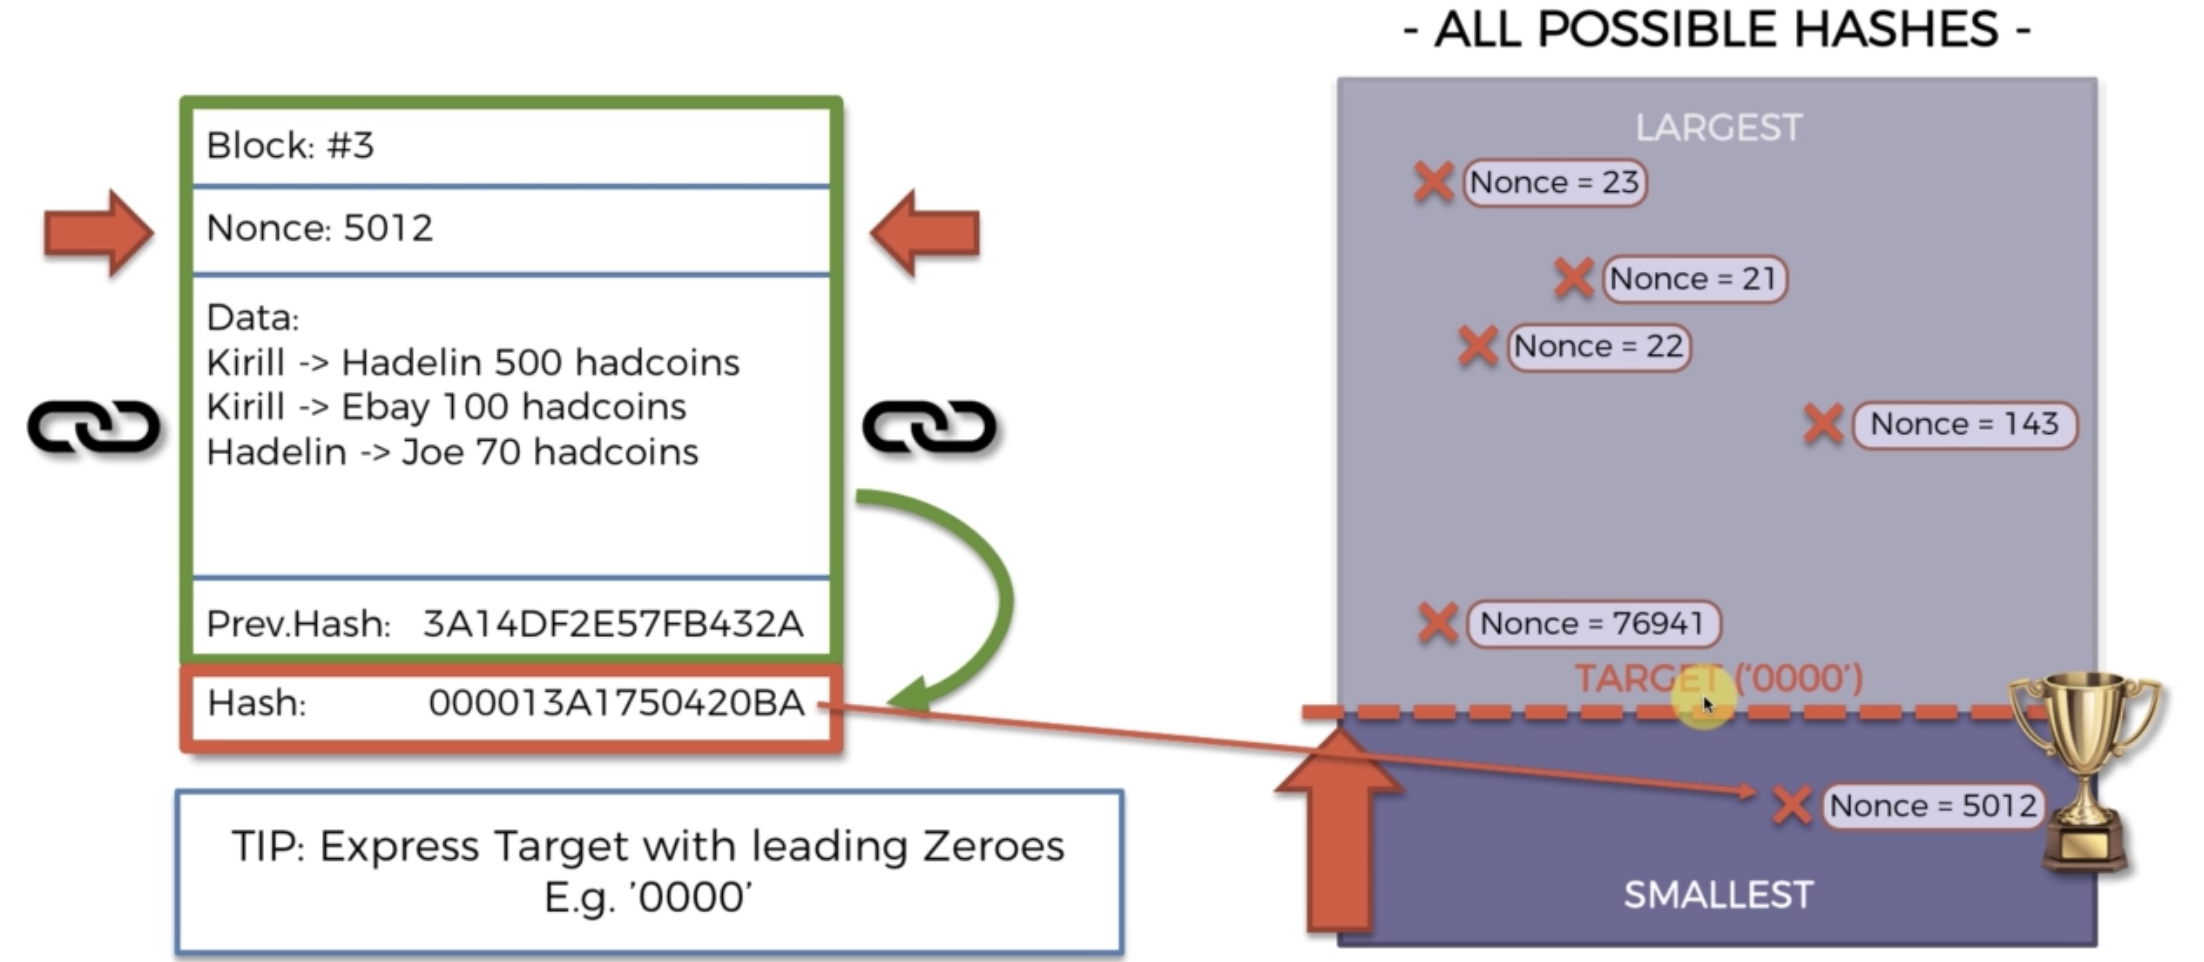 Block: #3
Nonce: 5012
Data:
Kirill -> Hadelin 500 hadcoins
Kirill -> Ebay 100 hadcoins
Hadelin -> Joe 70 hadcoins
Prev.Hash: 3A14DF2E57FB432A
Hash: 000013A1750420BA
TIP: Express Target with leading Zeroes
E.g. '0000'
- ALL POSSIBLE HASHES -
LARGEST
Nonce = 23
Nonce = 21
Nonce = 22
Nonce = 143
Nonce = 76941
TARGET ('0000')
Nonce = 5012
SMALLEST